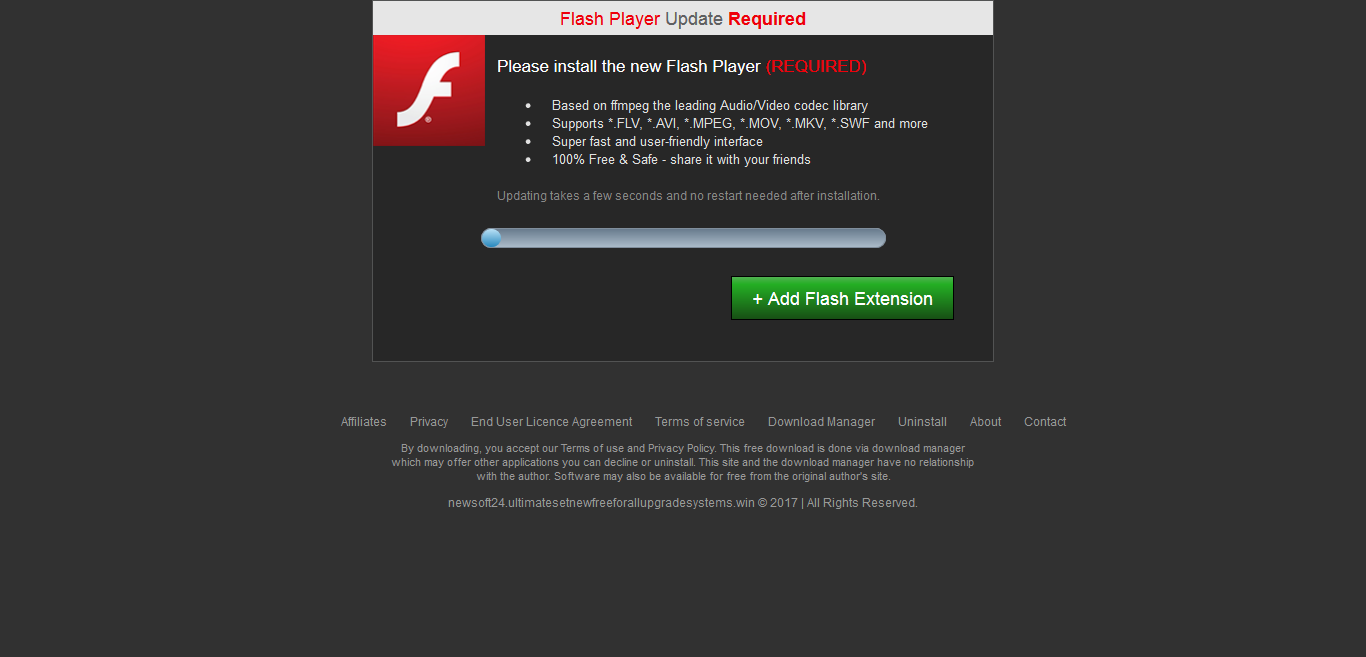 Flash Player Update Required
Please install the new Flash Player (REQUIRED)
• Based on ffmpeg the leading Audio/Video codec library
• Supports *.FLV, *.AVI, *.MPEG, *.MOV, *.MKV, *.SWF and more
• Super fast and user-friendly interface
• 100% Free & Safe - share it with your friends
Updating takes a few seconds and no restart needed after installation.
+ Add Flash Extension
Affiliates Privacy End User Licence Agreement Terms of service Download Manager Uninstall About Contact
By downloading, you accept our Terms of use and Privacy Policy. This free download is done via download manager
which may offer other applications you can decline or uninstall. This site and the download manager have no relationship
with the author. Software may also be available for free from the original author's site.
newsoft24.ultimatesetnewfreeforallupgradesystems.win © 2017 | All Rights Reserved.